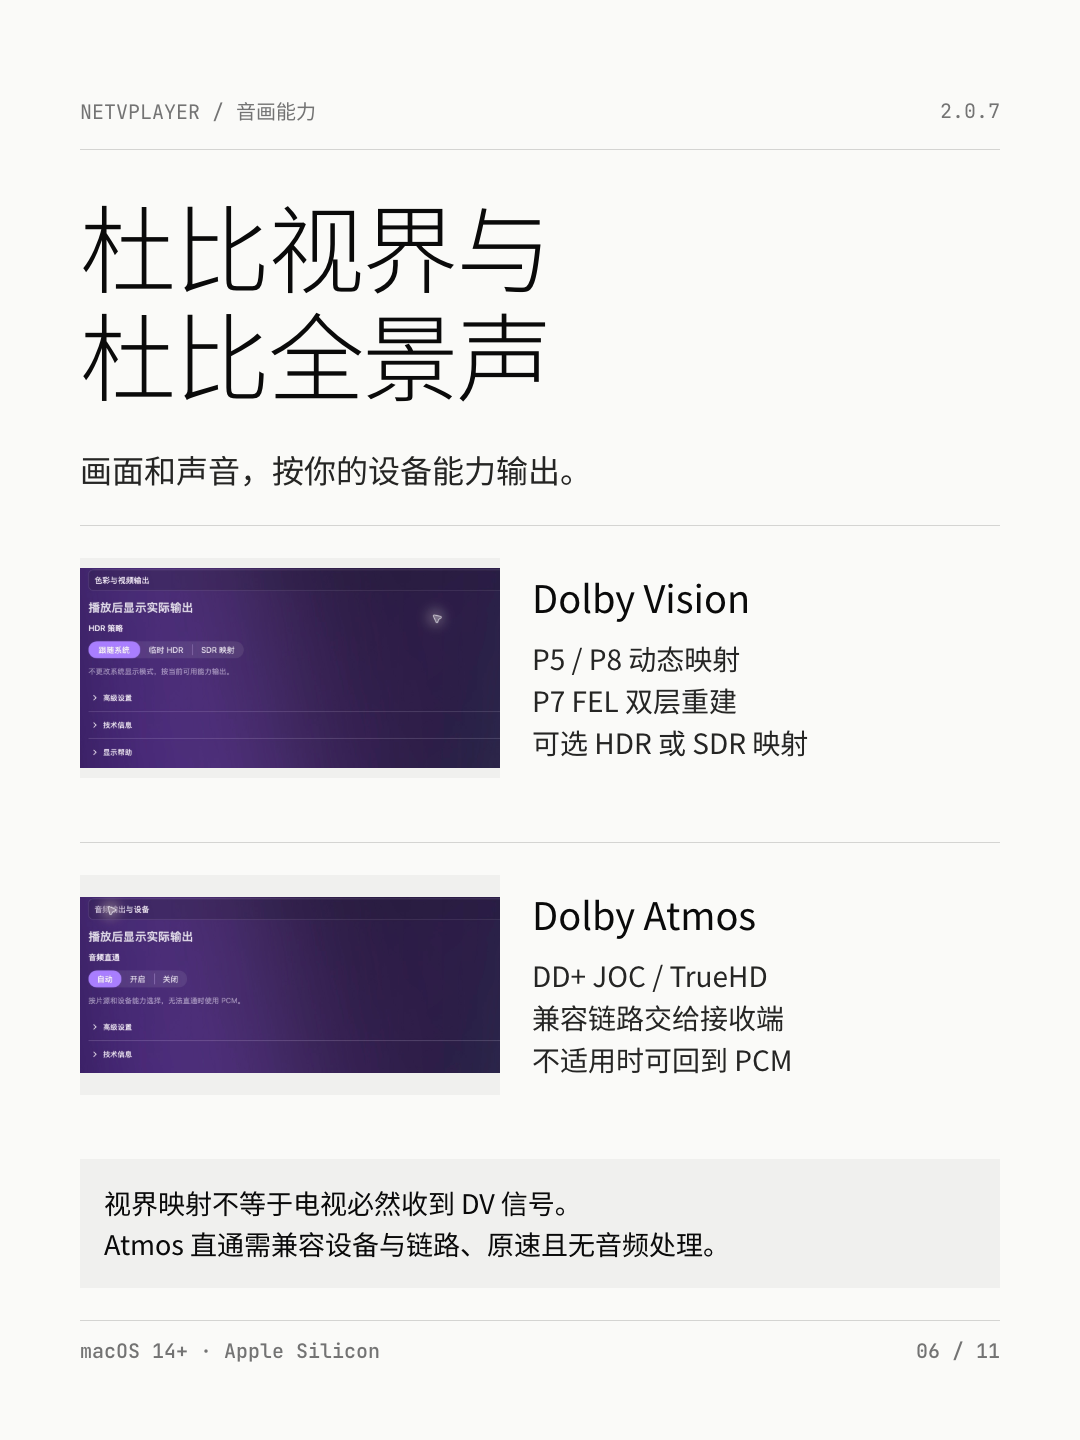 NETVPLAYER / 音画能力
2.0.7
杜比视界与
杜比全景声
画面和声音，按你的设备能力输出。
色彩与视频输出
播放后显示实际输出
HDR 策略
跟随系统 临时 HDR SDR 映射
不更改系统显示模式，按当前可用能力输出。
高级设置
技术信息
显示帮助
Dolby Vision
P5 / P8 动态映射
P7 FEL 双层重建
可选 HDR 或 SDR 映射
音频输出与设备
播放后显示实际输出
音频直通
自动 开启 关闭
按片源和设备能力选择，无法直通时使用 PCM。
高级设置
技术信息
Dolby Atmos
DD+ JOC / TrueHD
兼容链路交给接收端
不适用时可回到 PCM
视界映射不等于电视必然收到 DV 信号。
Atmos 直通需兼容设备与链路、原速且无音频处理。
macOS 14+ · Apple Silicon
06 / 11